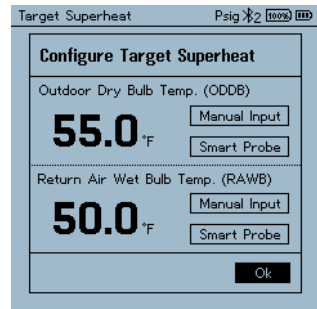 Target Superheat Psig 2 100%
Configure Target Superheat
Outdoor Dry Bulb Temp. (ODDB)
55.0 °F
Manual Input
Smart Probe
Return Air Wet Bulb Temp. (RAWB)
50.0 °F
Manual Input
Smart Probe
Ok